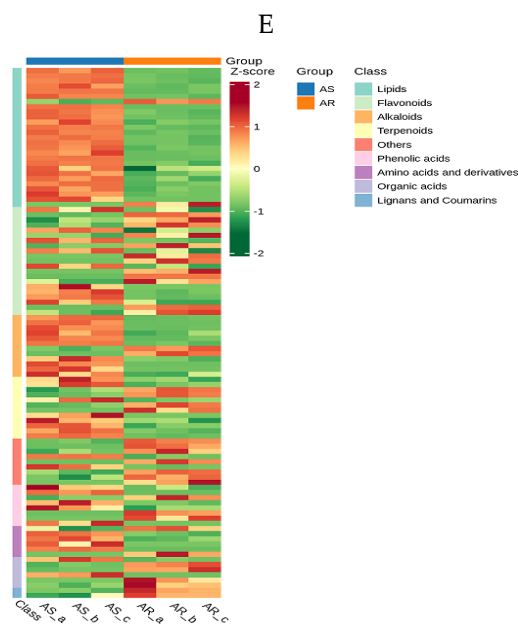 E
Group
Z-score
2
1
0
-1
-2
Group
AS
AR
Class
Lipids
Flavonoids
Alkaloids
Terpenoids
Others
Phenolic acids
Amino acids and derivatives
Organic acids
Lignans and Coumarins
Class
AS_a
AS_b
AS_c
AR_a
AR_b
AR_c